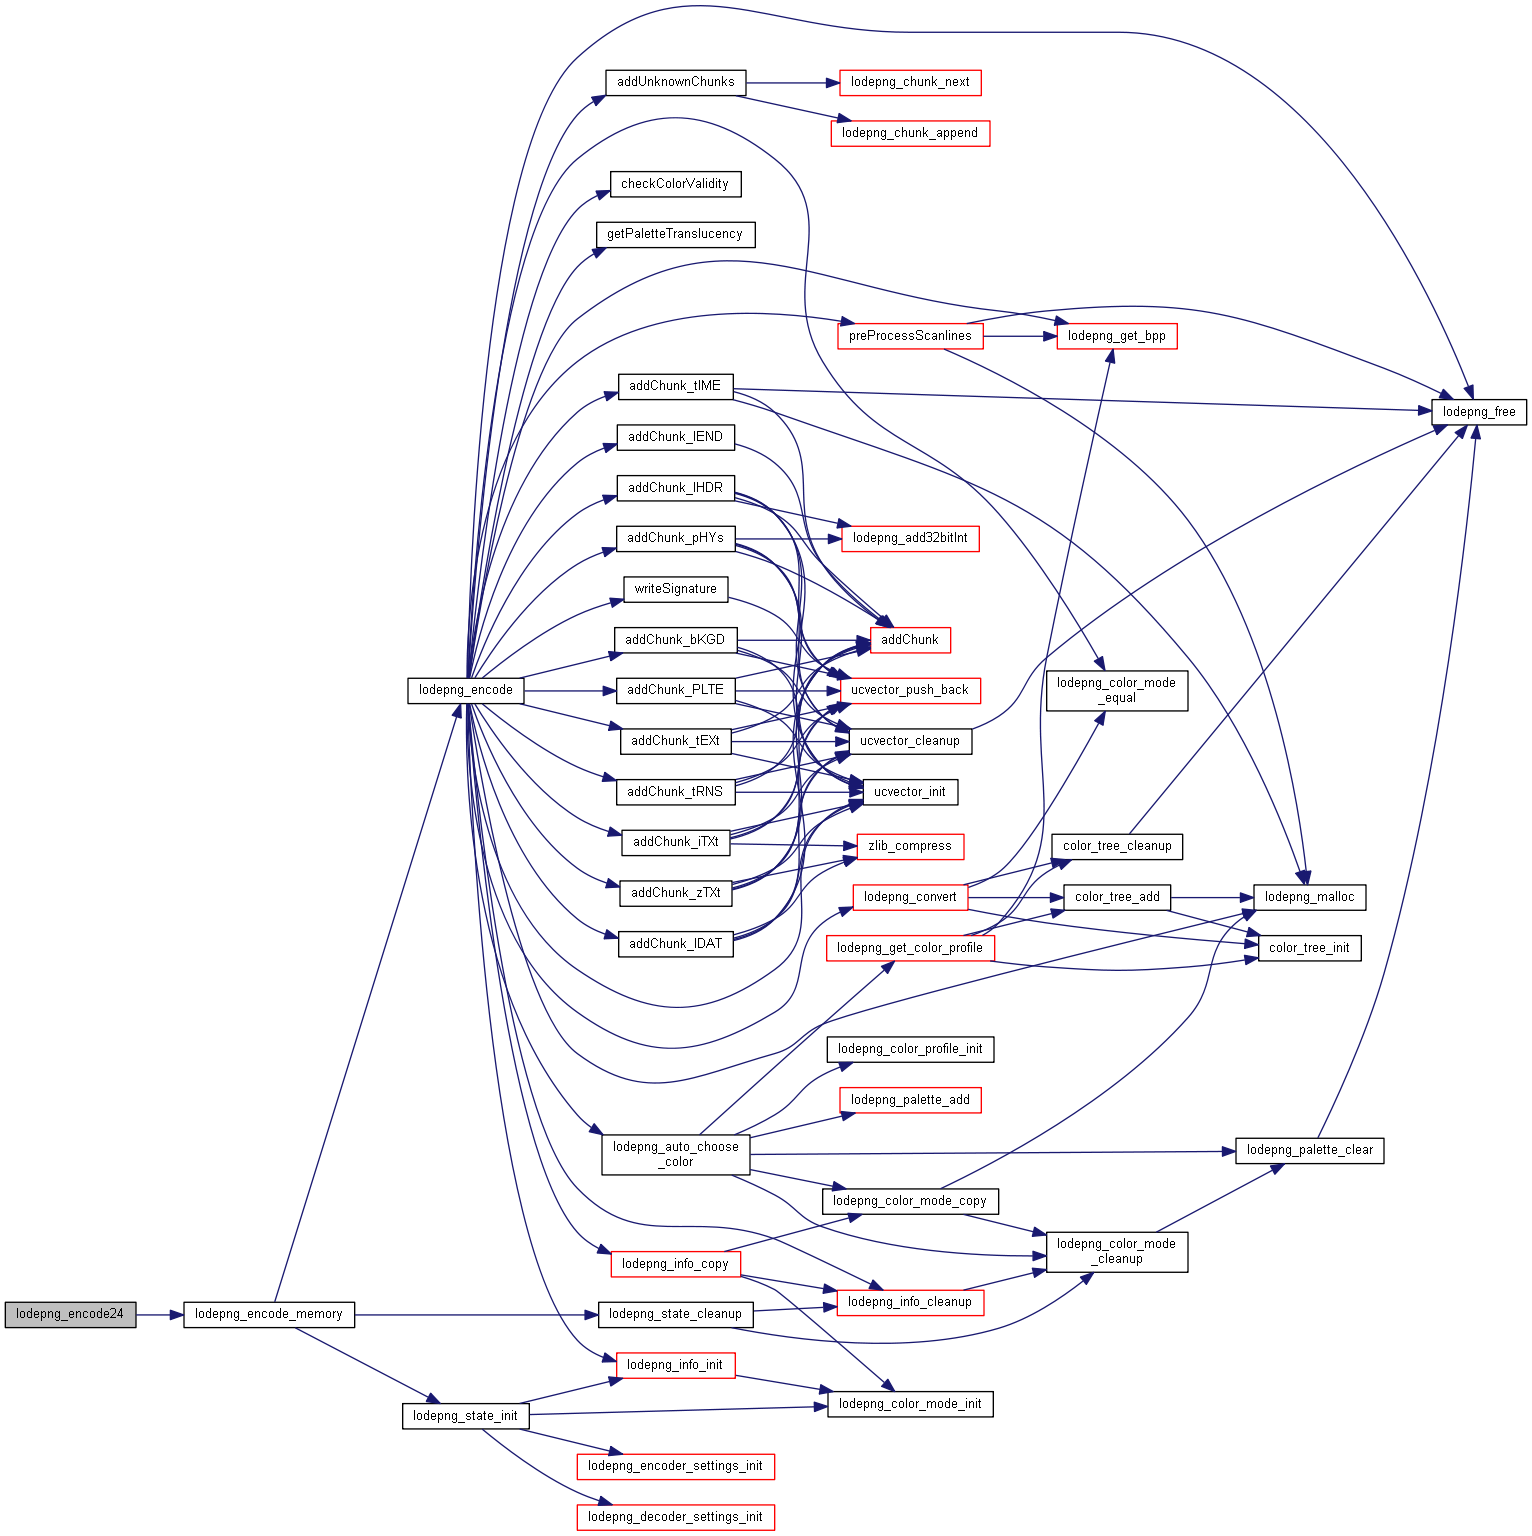 addUnknownChunks
lodepng_chunk_next
lodepng_chunk_append
checkColorValidity
getPaletteTranslucency
preProcessScanlines
lodepng_get_bpp
addChunk_tIME
lodepng_free
addChunk_IEND
addChunk_IHDR
addChunk_pHYs
lodepng_add32bitInt
writeSignature
addChunk_bKGD
addChunk
lodepng_encode
addChunk_PLTE
ucvector_push_back
lodepng_color_mode
_equal
addChunk_tEXt
ucvector_cleanup
addChunk_tRNS
ucvector_init
addChunk_iTXt
zlib_compress
color_tree_cleanup
addChunk_zTXt
lodepng_convert
color_tree_add
lodepng_malloc
addChunk_IDAT
lodepng_get_color_profile
color_tree_init
lodepng_color_profile_init
lodepng_palette_add
lodepng_auto_choose
_color
lodepng_palette_clear
lodepng_color_mode_copy
lodepng_color_mode
_cleanup
lodepng_info_copy
lodepng_info_cleanup
lodepng_encode24
lodepng_encode_memory
lodepng_state_cleanup
lodepng_info_init
lodepng_color_mode_init
lodepng_state_init
lodepng_encoder_settings_init
lodepng_decoder_settings_init